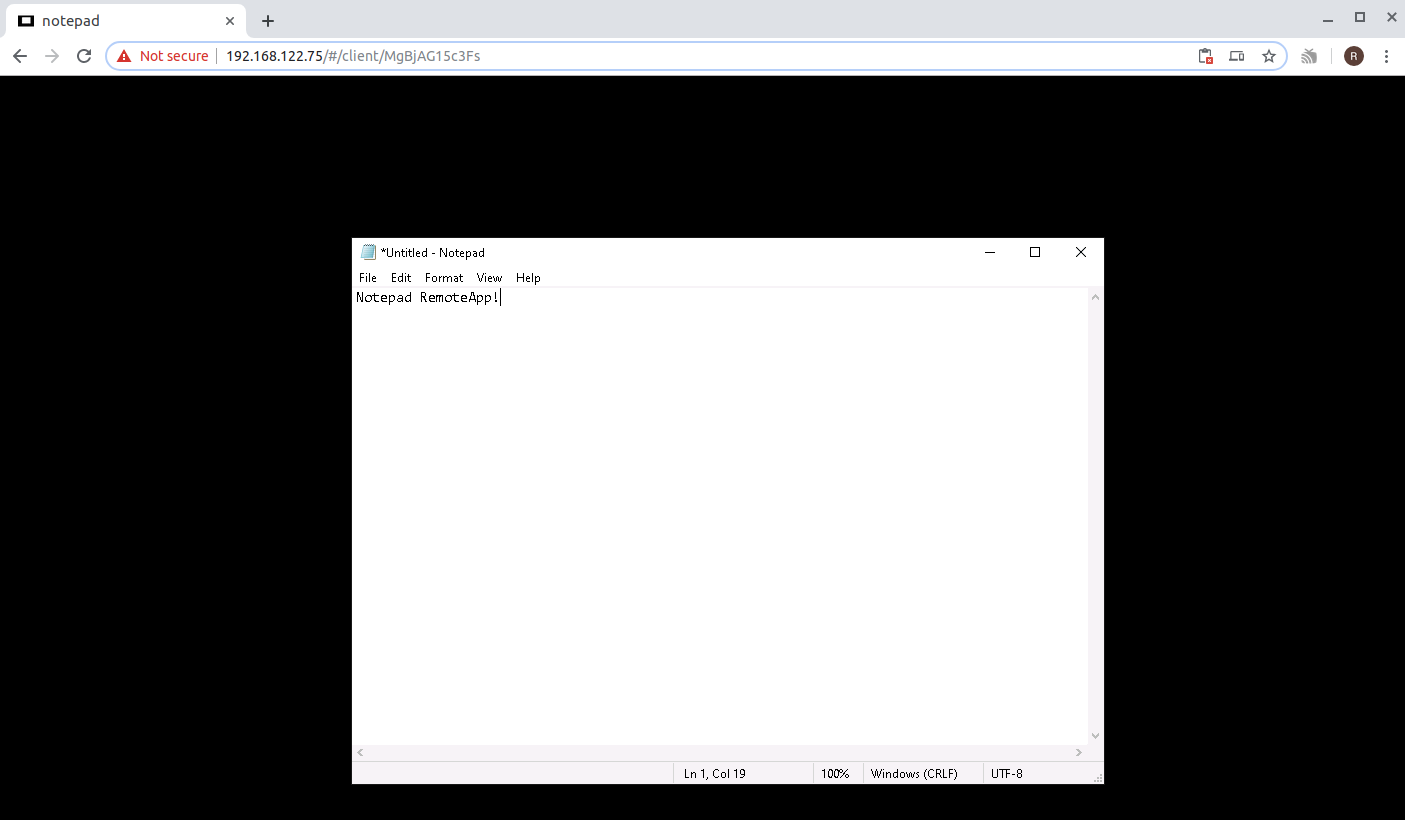 notepad
Not secure 192.168.122.75/#/client/MgBjAG15c3Fs
R
*Untitled - Notepad
File Edit Format View Help
Notepad RemoteApp!
Ln 1, Col 19 100% Windows (CRLF) UTF-8